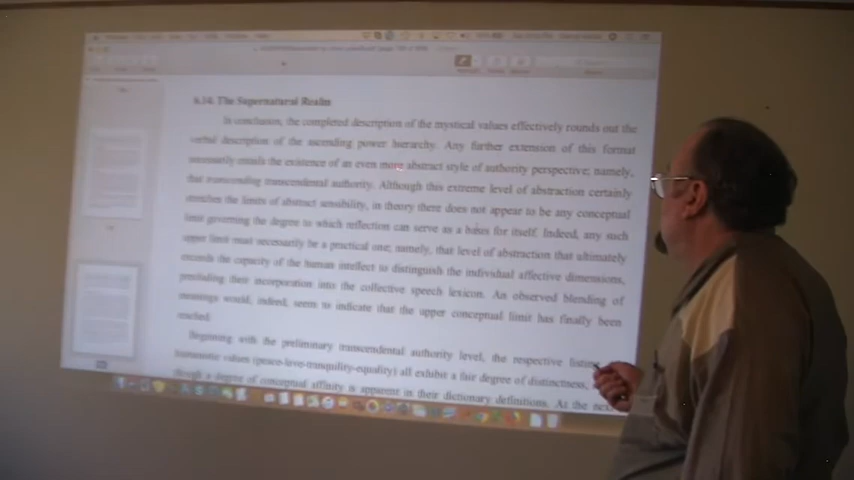 6.14. The Supernatural Realm
In conclusion, the completed description of the mystical values effectively rounds out the
verbal description of the ascending power hierarchy. Any further extension of this format
necessarily entails the existence of an even more abstract style of authority perspective; namely,
that transcending transcendental authority. Although this extreme level of abstraction certainly
stretches the limits of abstract sensibility, in theory there does not appear to be any conceptual
limit governing the degree to which reflection can serve as a basis for itself. Indeed, any such
upper limit must necessarily be a practical one; namely, that level of abstraction that ultimately
exceeds the capacity of the human intellect to distinguish the individual affective dimensions,
precluding their incorporation into the collective speech lexicon. An observed blending of
meanings would, indeed, seem to indicate that the upper conceptual limit has finally been
reached.
Beginning with the preliminary transcendental authority level, the respective listing
humanistic values (peace-love-tranquility-equality) all exhibit a fair degree of distinctness,
though a degree of conceptual affinity is apparent in their dictionary definitions. As the next